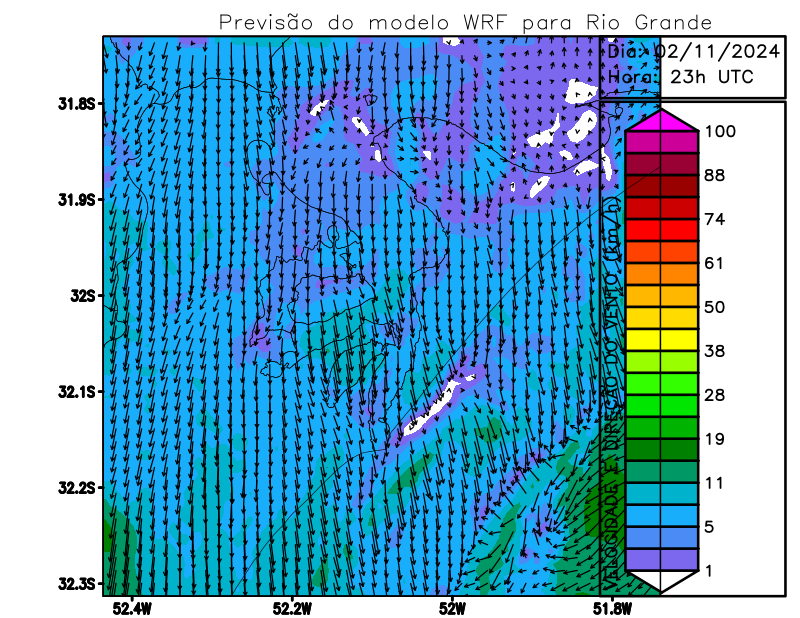 Previsão do modelo WRF para Rio Grande
Dia: 02/11/2024
Hora: 23h UTC
31.8S
31.9S
32S
32.1S
32.2S
32.3S
52.4W
52.2W
52W
51.8W
VELOCIDADE E DIREÇÃO DO VENTO (km/h)
100
88
74
61
50
38
28
19
11
5
1